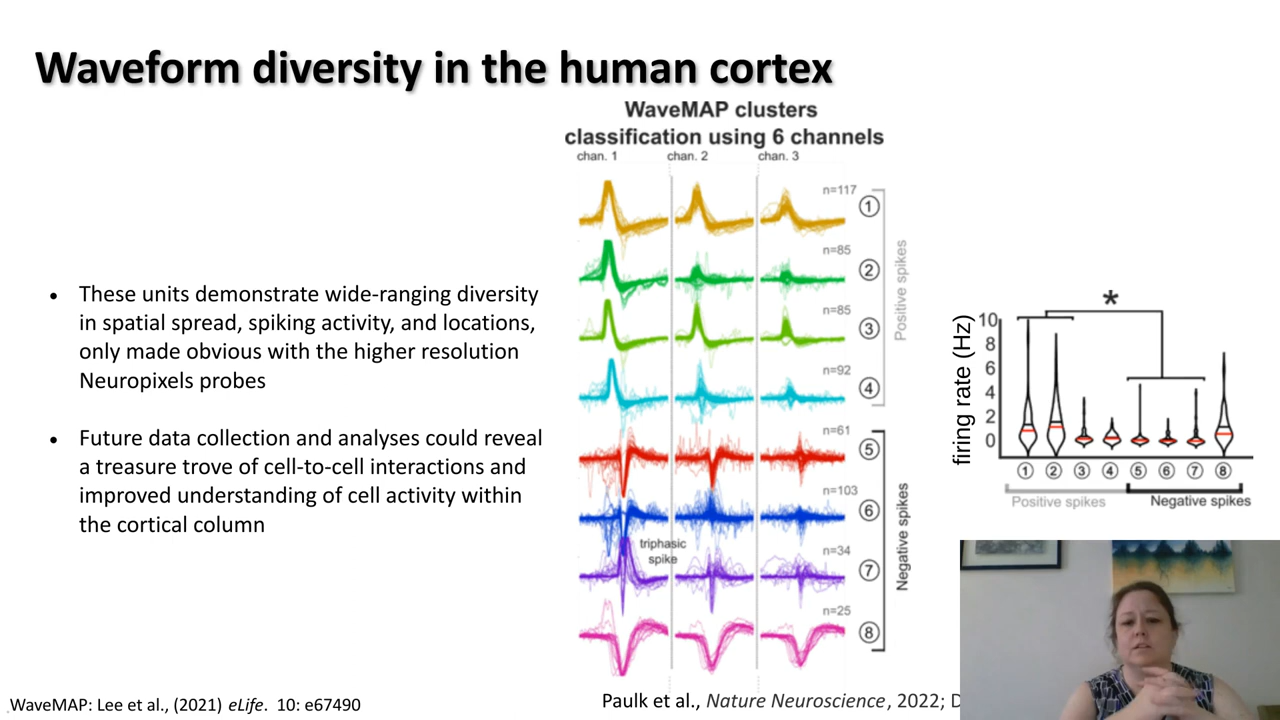 Waveform diversity in the human cortex
WaveMAP clusters
classification using 6 channels
chan. 1 chan. 2 chan. 3
n=117
1
n=85
2
n=85
3
n=92
4
Positive spikes
n=61
5
n=103
6
triphasic
spike
n=34
7
n=25
8
Negative spikes
• These units demonstrate wide-ranging diversity
in spatial spread, spiking activity, and locations,
only made obvious with the higher resolution
Neuropixels probes
• Future data collection and analyses could reveal
a treasure trove of cell-to-cell interactions and
improved understanding of cell activity within
the cortical column
*
firing rate (Hz)
10
8
6
4
2
0
1 2 3 4 5 6 7 8
Positive spikes Negative spikes
WaveMAP: Lee et al., (2021) eLife. 10: e67490
Paulk et al., Nature Neuroscience, 2022; D